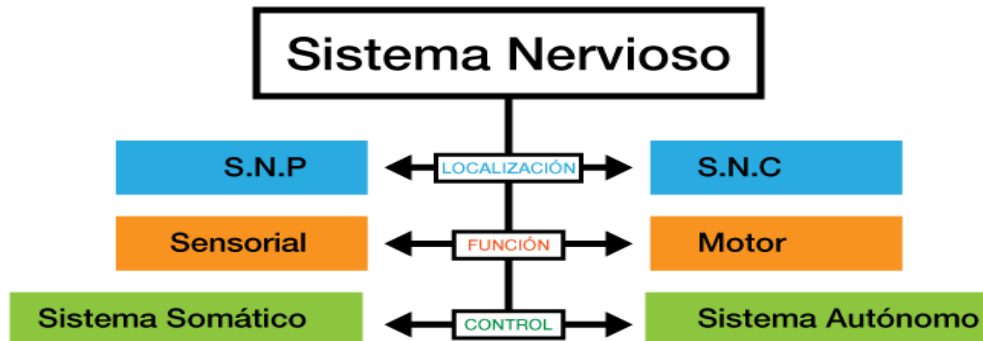 Sistema Nervioso
S.N.P LOCALIZACIÓN S.N.C
Sensorial FUNCIÓN Motor
Sistema Somático CONTROL Sistema Autónomo